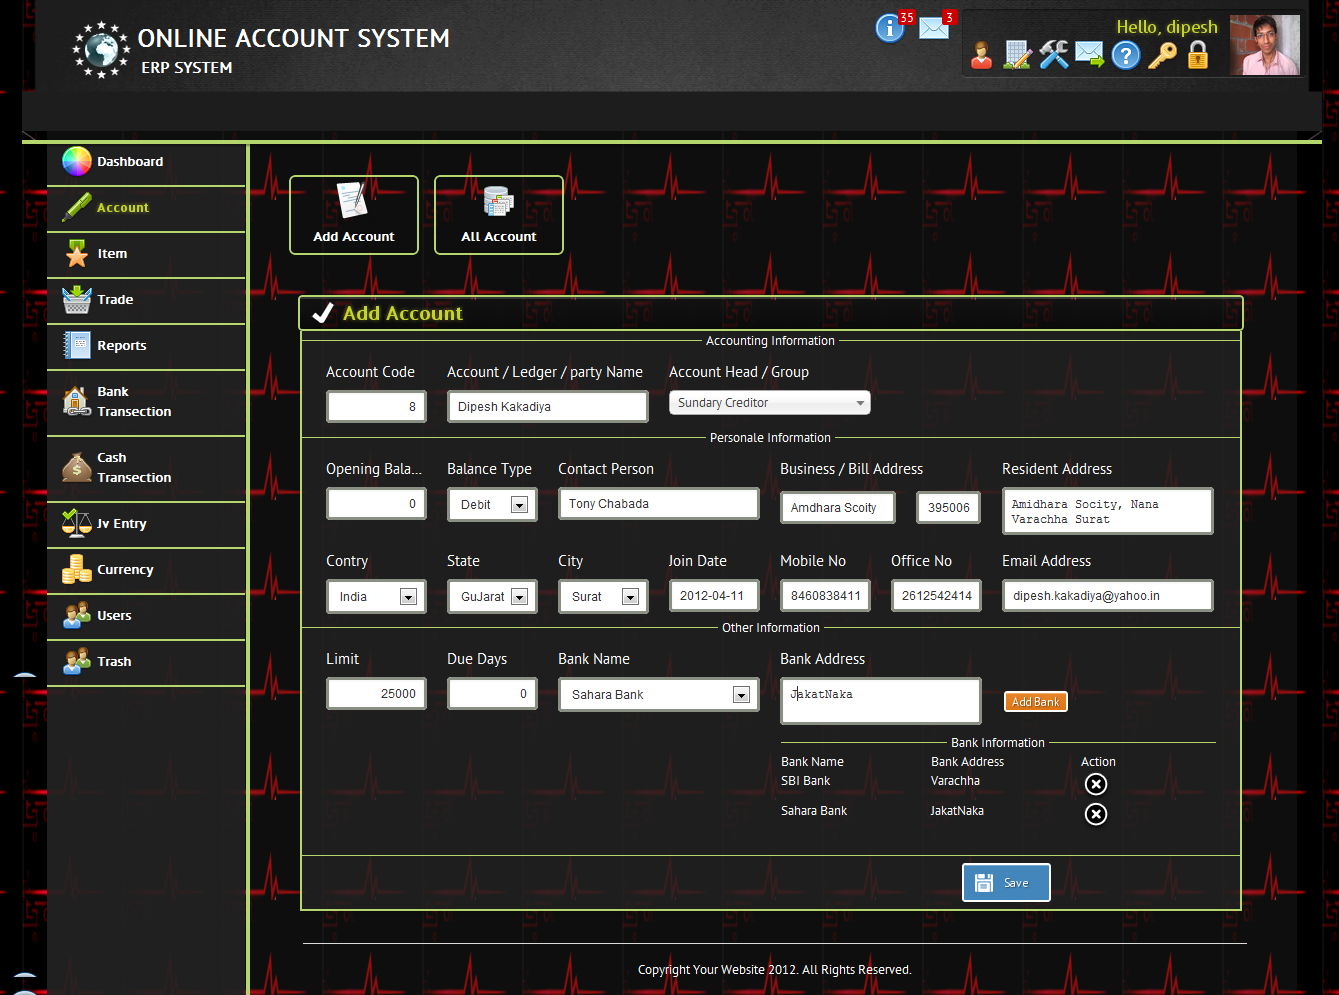 ONLINE ACCOUNT SYSTEM
ERP SYSTEM
35
3
Hello, dipesh
Dashboard
Account
Item
Trade
Reports
Bank
Transection
Cash
Transection
Jv Entry
Currency
Users
Trash
Add Account
All Account
Add Account
Accounting Information
Account Code
Account / Ledger / party Name
Account Head / Group
8
Dipesh Kakadiya
Sundary Creditor
Personale Information
Opening Bala...
Balance Type
Contact Person
Business / Bill Address
Resident Address
0
Debit
Tony Chabada
Amdhara Scoity
395006
Amidhara Socity, Nana
Varachha Surat
Contry
State
City
Join Date
Mobile No
Office No
Email Address
India
GuJarat
Surat
2012-04-11
8460838411
2612542414
dipesh.kakadiya@yahoo.in
Other Information
Limit
Due Days
Bank Name
Bank Address
25000
0
Sahara Bank
JakatNaka
Add Bank
Bank Information
Bank Name
Bank Address
Action
SBI Bank
Varachha
Sahara Bank
JakatNaka
Save
Copyright Your Website 2012. All Rights Reserved.